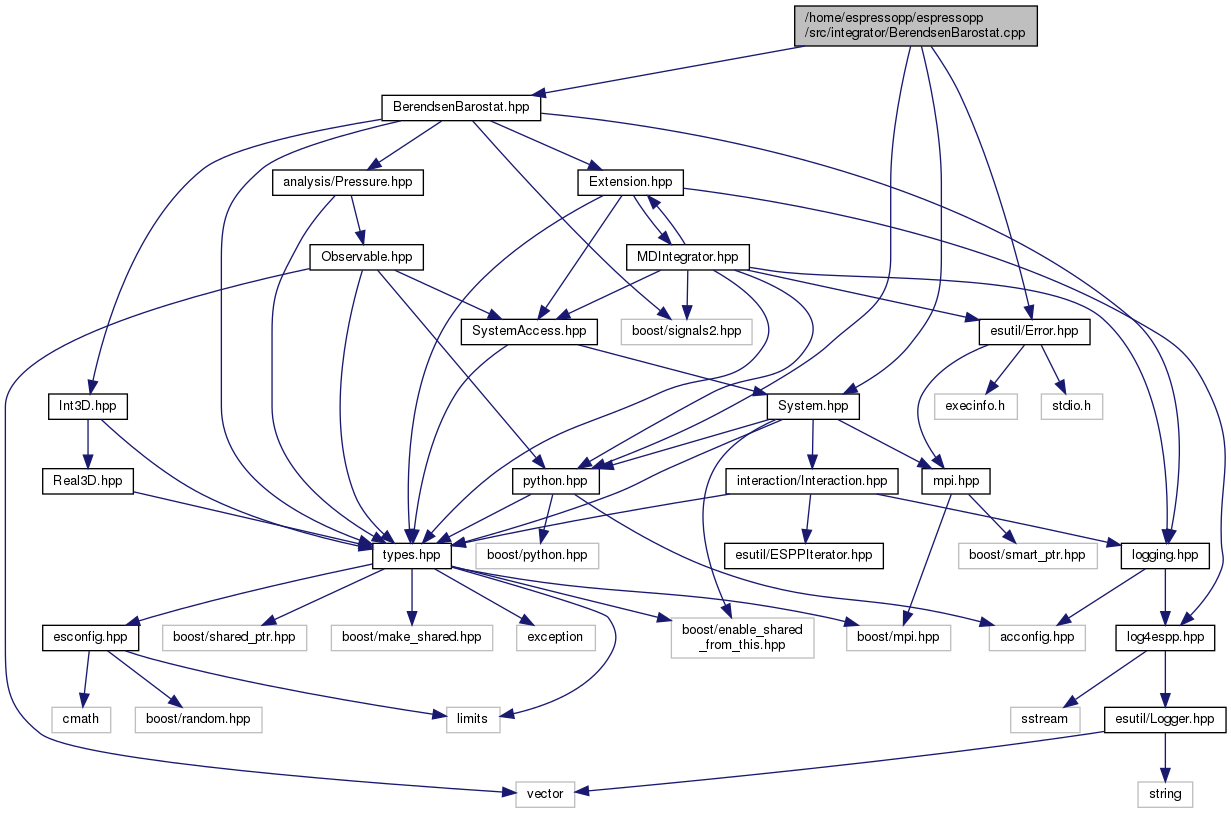 /home/espressopp/espressopp
/src/integrator/BerendsenBarostat.cpp
BerendsenBarostat.hpp
analysis/Pressure.hpp
Extension.hpp
Observable.hpp
MDIntegrator.hpp
SystemAccess.hpp
boost/signals2.hpp
esutil/Error.hpp
Int3D.hpp
System.hpp
execinfo.h
stdio.h
Real3D.hpp
python.hpp
interaction/Interaction.hpp
mpi.hpp
types.hpp
boost/python.hpp
esutil/ESPPIterator.hpp
boost/smart_ptr.hpp
logging.hpp
esconfig.hpp
boost/shared_ptr.hpp
boost/make_shared.hpp
exception
boost/enable_shared
_from_this.hpp
boost/mpi.hpp
acconfig.hpp
log4espp.hpp
cmath
boost/random.hpp
limits
sstream
esutil/Logger.hpp
vector
string